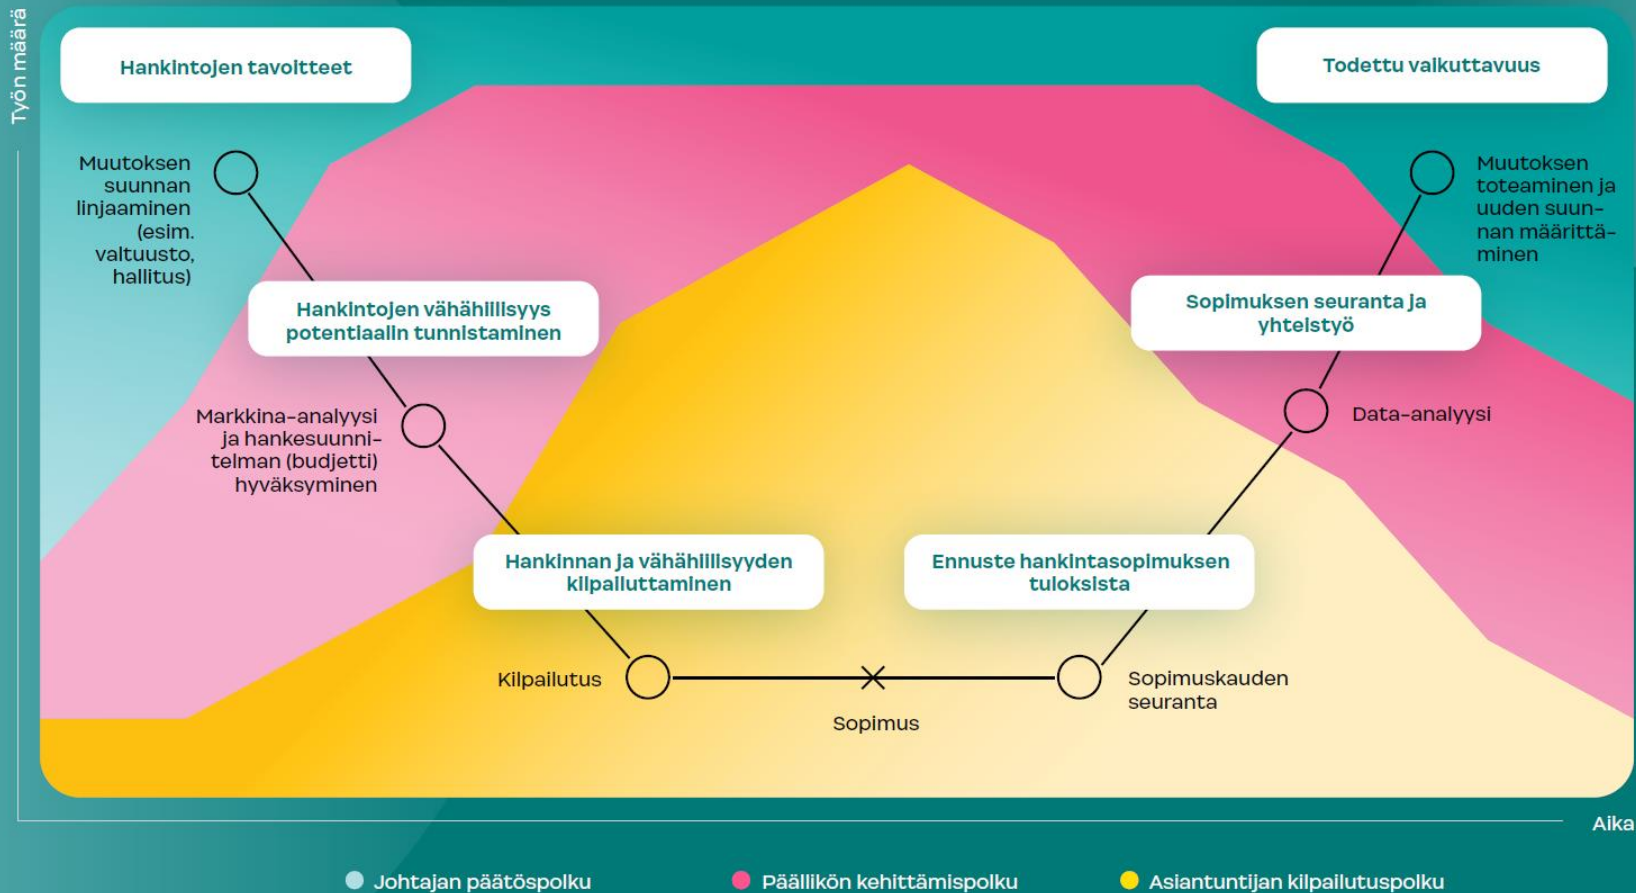 Työn määrä
Hankintojen tavoitteet
Todettu vaikuttavuus
Muutoksen
suunnan
linjaaminen
(esim.
valtuusto,
hallitus)
Muutoksen
toteaminen ja
uuden suun-
nan määrittä-
minen
Hankintojen vähähiilisyys
potentiaalin tunnistaminen
Sopimuksen seuranta ja
yhteistyö
Markkina-analyysi
ja hankesuunni-
telman (budjetti)
hyväksyminen
Data-analyysi
Hankinnan ja vähähiilisyyden
kilpailuttaminen
Ennuste hankintasopimuksen
tuloksista
Kilpailutus
Sopimus
Sopimuskauden
seuranta
Aika
Johtajan päätöspolku
Päällikön kehittämispolku
Asiantuntijan kilpailutuspolku